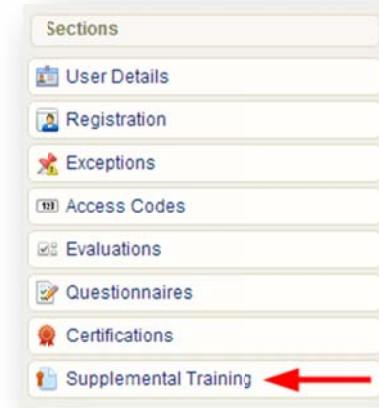 Sections
User Details
Registration
Exceptions
Access Codes
Evaluations
Questionnaires
Certifications
Supplemental Training